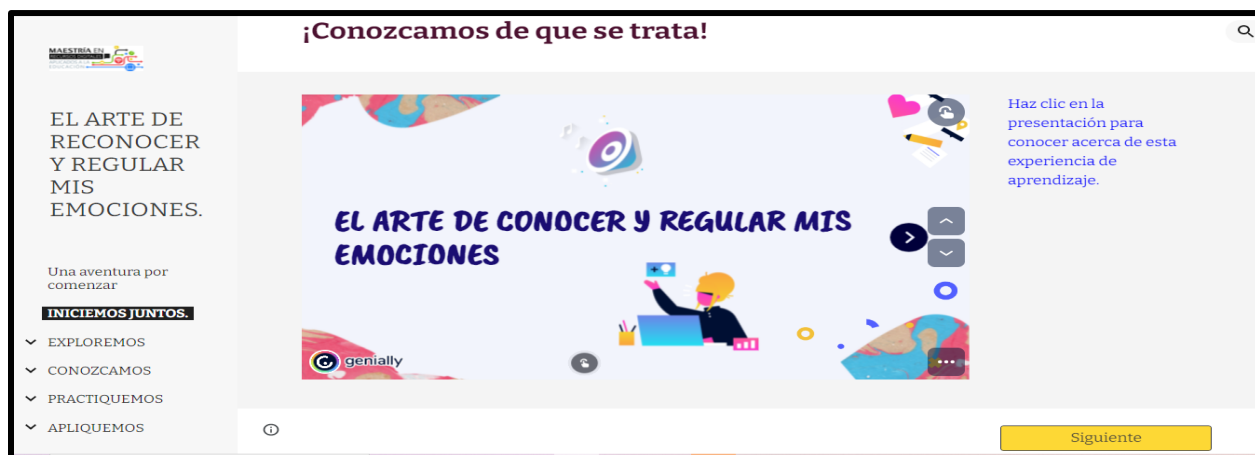 ¡Conozcamos de que se trata!
MAESTRÍA EN
EL ARTE DE
RECONOCER
Y REGULAR
MIS
EMOCIONES.
Una aventura por
comenzar
INICIEMOS JUNTOS.
EXPLOREMOS
CONOZCAMOS
PRACTIQUEMOS
APLIQUEMOS
EL ARTE DE CONOCER Y REGULAR MIS
EMOCIONES
genially
Haz clic en la
presentación para
conocer acerca de esta
experiencia de
aprendizaje.
Siguiente